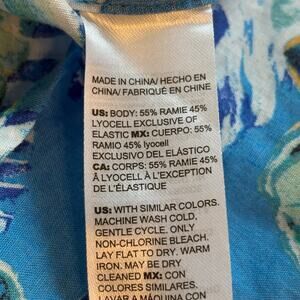 MADE IN CHINA/ HECHO EN
CHINA/ FABRIQUÉ EN CHINE
US: BODY: 55% RAMIE 45%
LYOCELL EXCLUSIVE OF
ELASTIC MX: CUERPO: 55%
RAMIO 45% lyocell
EXCLUSIVO DEL ELÁSTICO
CA: CORPS: 55% RAMIE 45%
Â LYOCELL À L'EXCEPTION
DE L'ÉLASTIQUE
US: WITH SIMILAR COLORS.
MACHINE WASH COLD,
GENTLE CYCLE. ONLY
NON-CHLORINE BLEACH.
LAY FLAT TO DRY. WARM
IRON. MAY BE DRY
CLEANED MX: CON
COLORES SIMILARES.
LAVAR A MÁQUINA CON